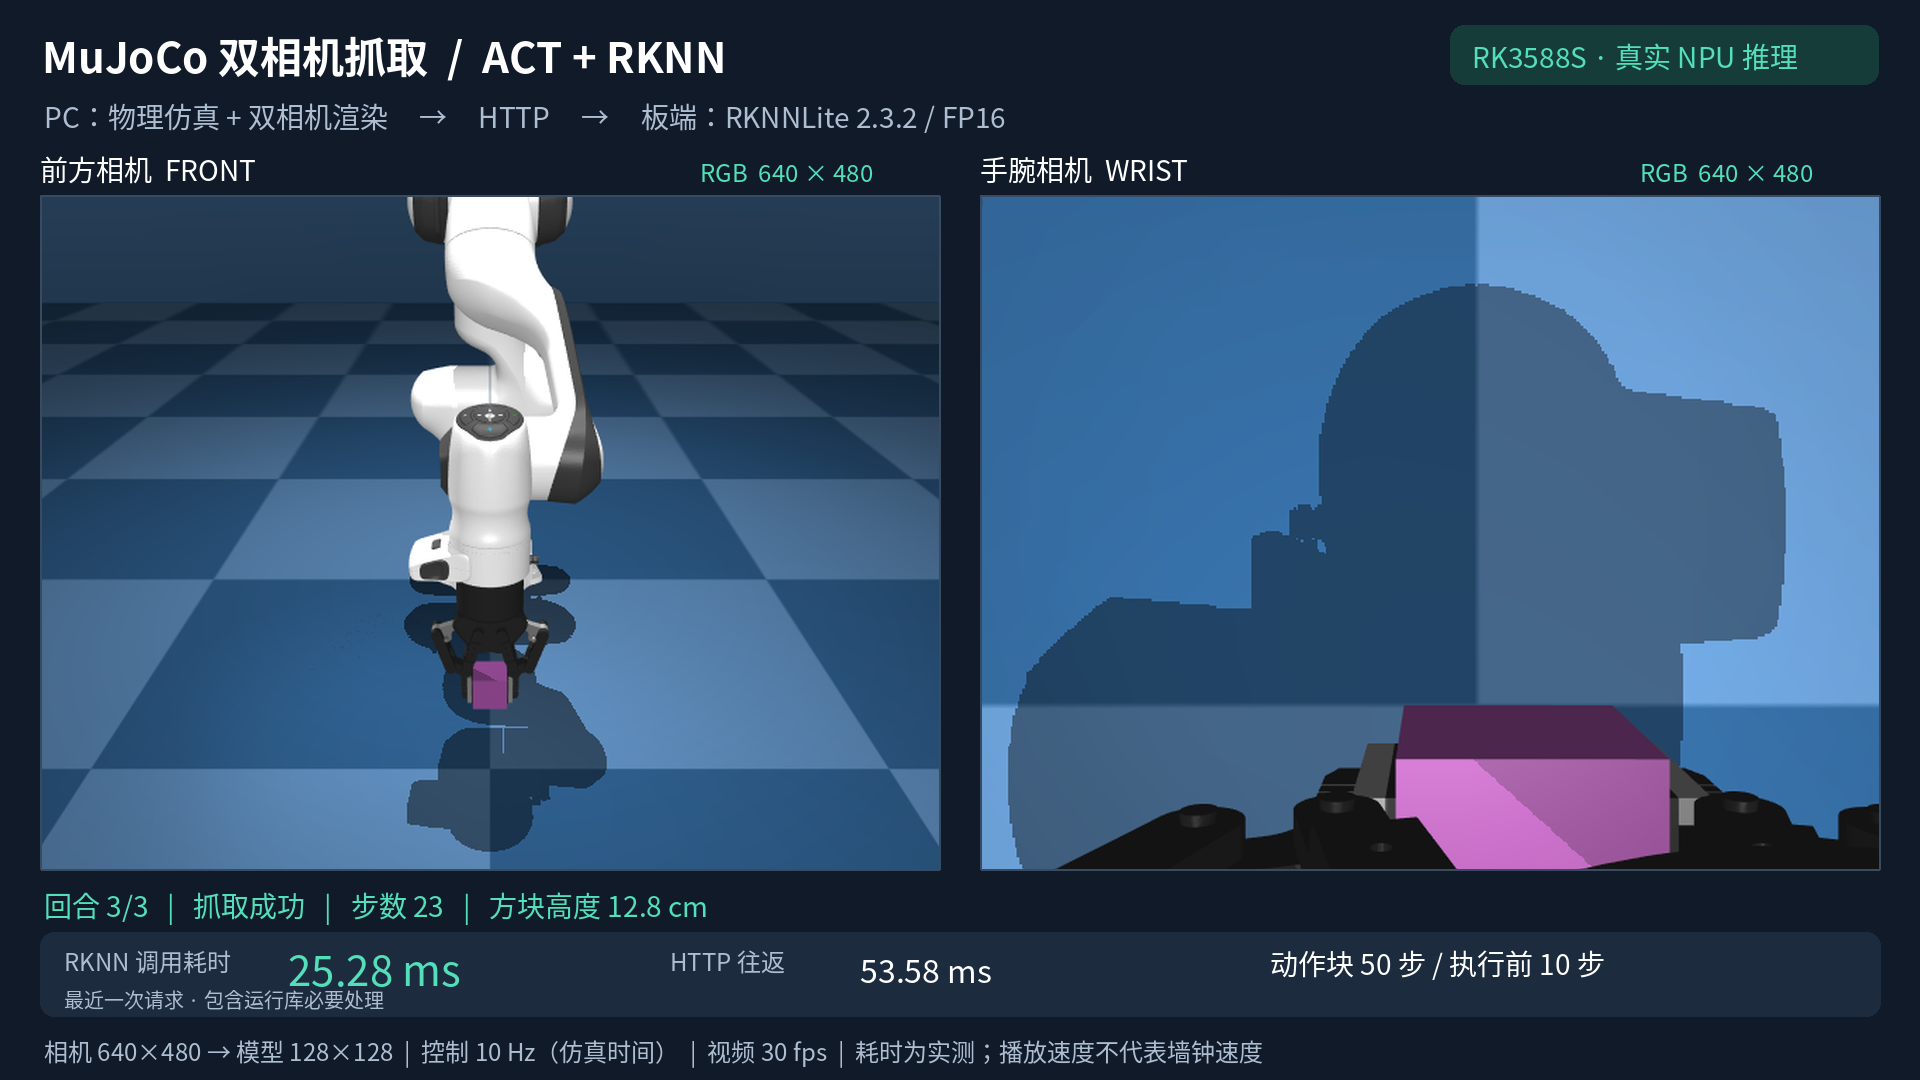 MuJoCo 双相机抓取 / ACT + RKNN
RK3588S · 真实 NPU 推理
PC：物理仿真 + 双相机渲染 → HTTP → 板端：RKNNLite 2.3.2 / FP16
前方相机 FRONT
RGB 640 × 480
手腕相机 WRIST
RGB 640 × 480
回合 3/3 | 抓取成功 | 步数 23 | 方块高度 12.8 cm
RKNN 调用耗时 25.28 ms
HTTP 往返 53.58 ms
动作块 50 步 / 执行前 10 步
最近一次请求 · 包含运行库必要处理
相机 640×480 → 模型 128×128 | 控制 10 Hz（仿真时间） | 视频 30 fps | 耗时为实测；播放速度不代表墙钟速度